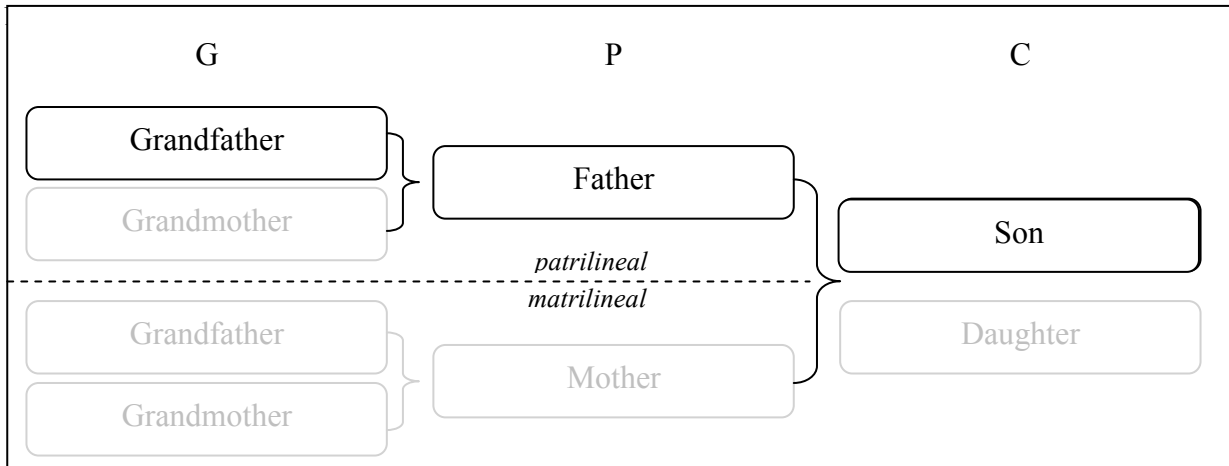 G P C
Grandfather
Grandmother
Father
patrilineal
matrilineal
Grandfather
Grandmother
Mother
Son
Daughter